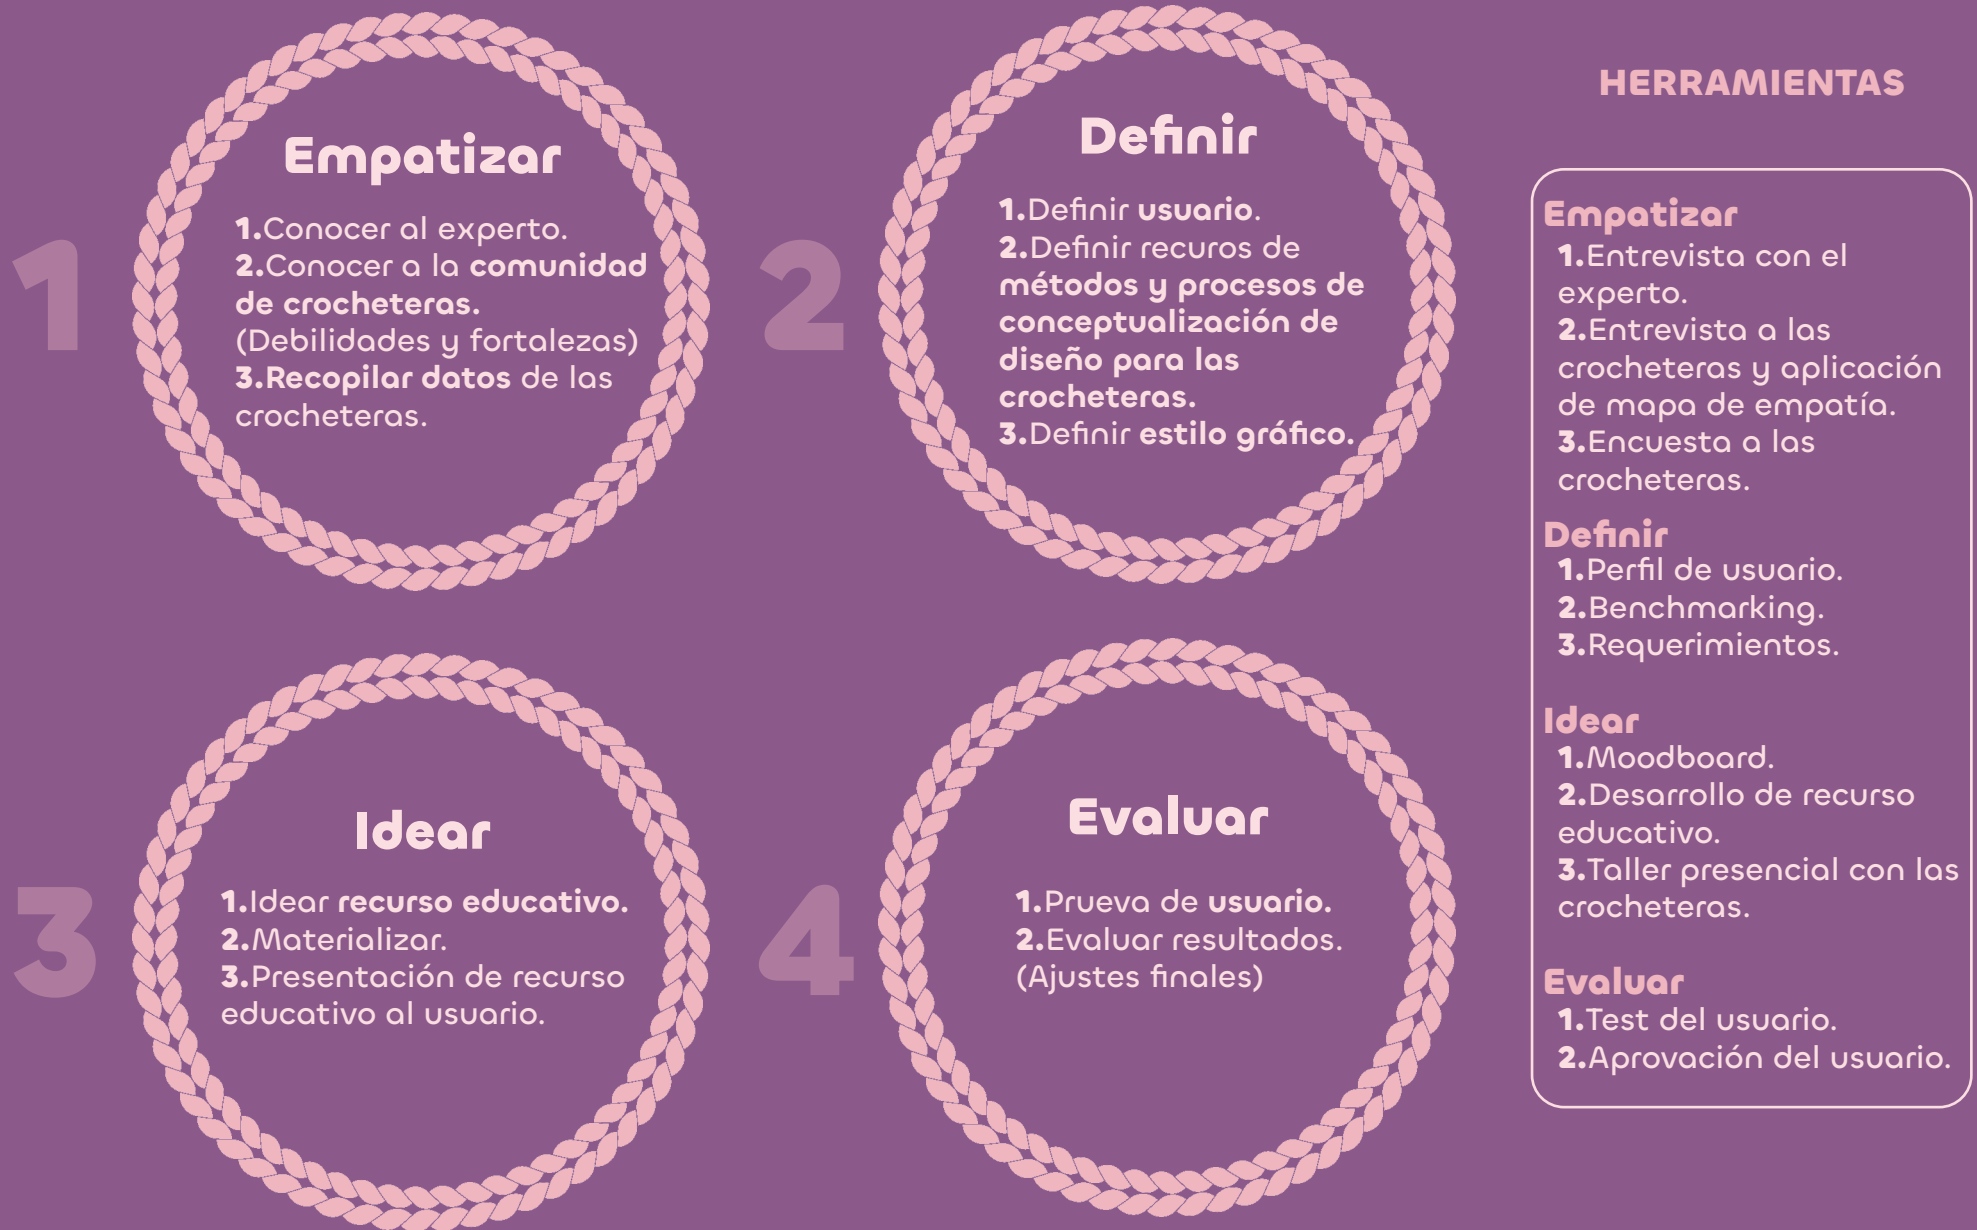 1
Empatizar
1.Conocer al experto.
2.Conocer a la comunidad
de crocheteras.
(Debilidades y fortalezas)
3.Recopilar datos de las
crocheteras.
2
Definir
1.Definir usuario.
2.Definir recuros de
métodos y procesos de
conceptualización de
diseño para las
crocheteras.
3.Definir estilo gráfico.
3
Idear
1.Idear recurso educativo.
2.Materializar.
3.Presentación de recurso
educativo al usuario.
4
Evaluar
1.Prueva de usuario.
2.Evaluar resultados.
(Ajustes finales)
HERRAMIENTAS
Empatizar
1.Entrevista con el
experto.
2.Entrevista a las
crocheteras y aplicación
de mapa de empatía.
3.Encuesta a las
crocheteras.
Definir
1.Perfil de usuario.
2.Benchmarking.
3.Requerimientos.
Idear
1.Moodboard.
2.Desarrollo de recurso
educativo.
3.Taller presencial con las
crocheteras.
Evaluar
1.Test del usuario.
2.Aprovación del usuario.